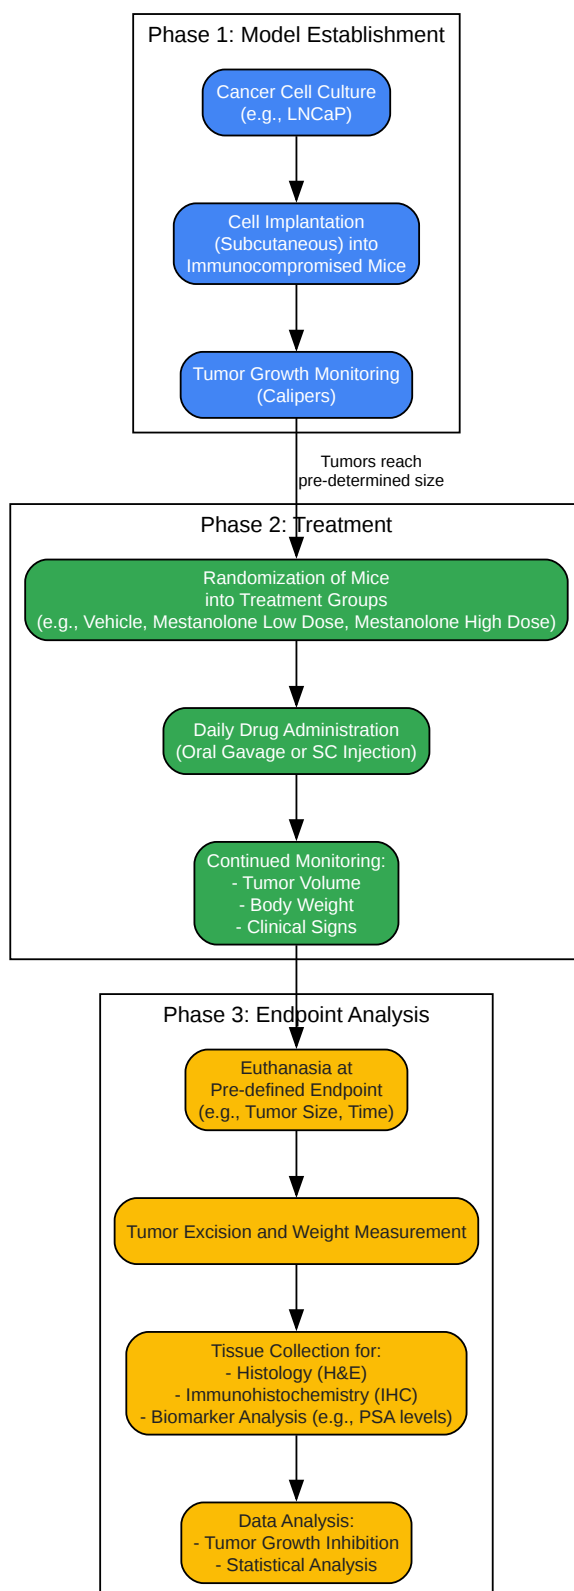 Phase 1: Model Establishment
Cancer Cell Culture
(e.g., LNCaP)
Cell Implantation
(Subcutaneous) into
Immunocompromised Mice
Tumor Growth Monitoring
(Calipers)
Tumors reach
pre-determined size
Phase 2: Treatment
Randomization of Mice
into Treatment Groups
(e.g., Vehicle, Mestanolone Low Dose, Mestanolone High Dose)
Daily Drug Administration
(Oral Gavage or SC Injection)
Continued Monitoring:
- Tumor Volume
- Body Weight
- Clinical Signs
Phase 3: Endpoint Analysis
Euthanasia at
Pre-defined Endpoint
(e.g., Tumor Size, Time)
Tumor Excision and Weight Measurement
Tissue Collection for:
- Histology (H&E)
- Immunohistochemistry (IHC)
- Biomarker Analysis (e.g., PSA levels)
Data Analysis:
- Tumor Growth Inhibition
- Statistical Analysis